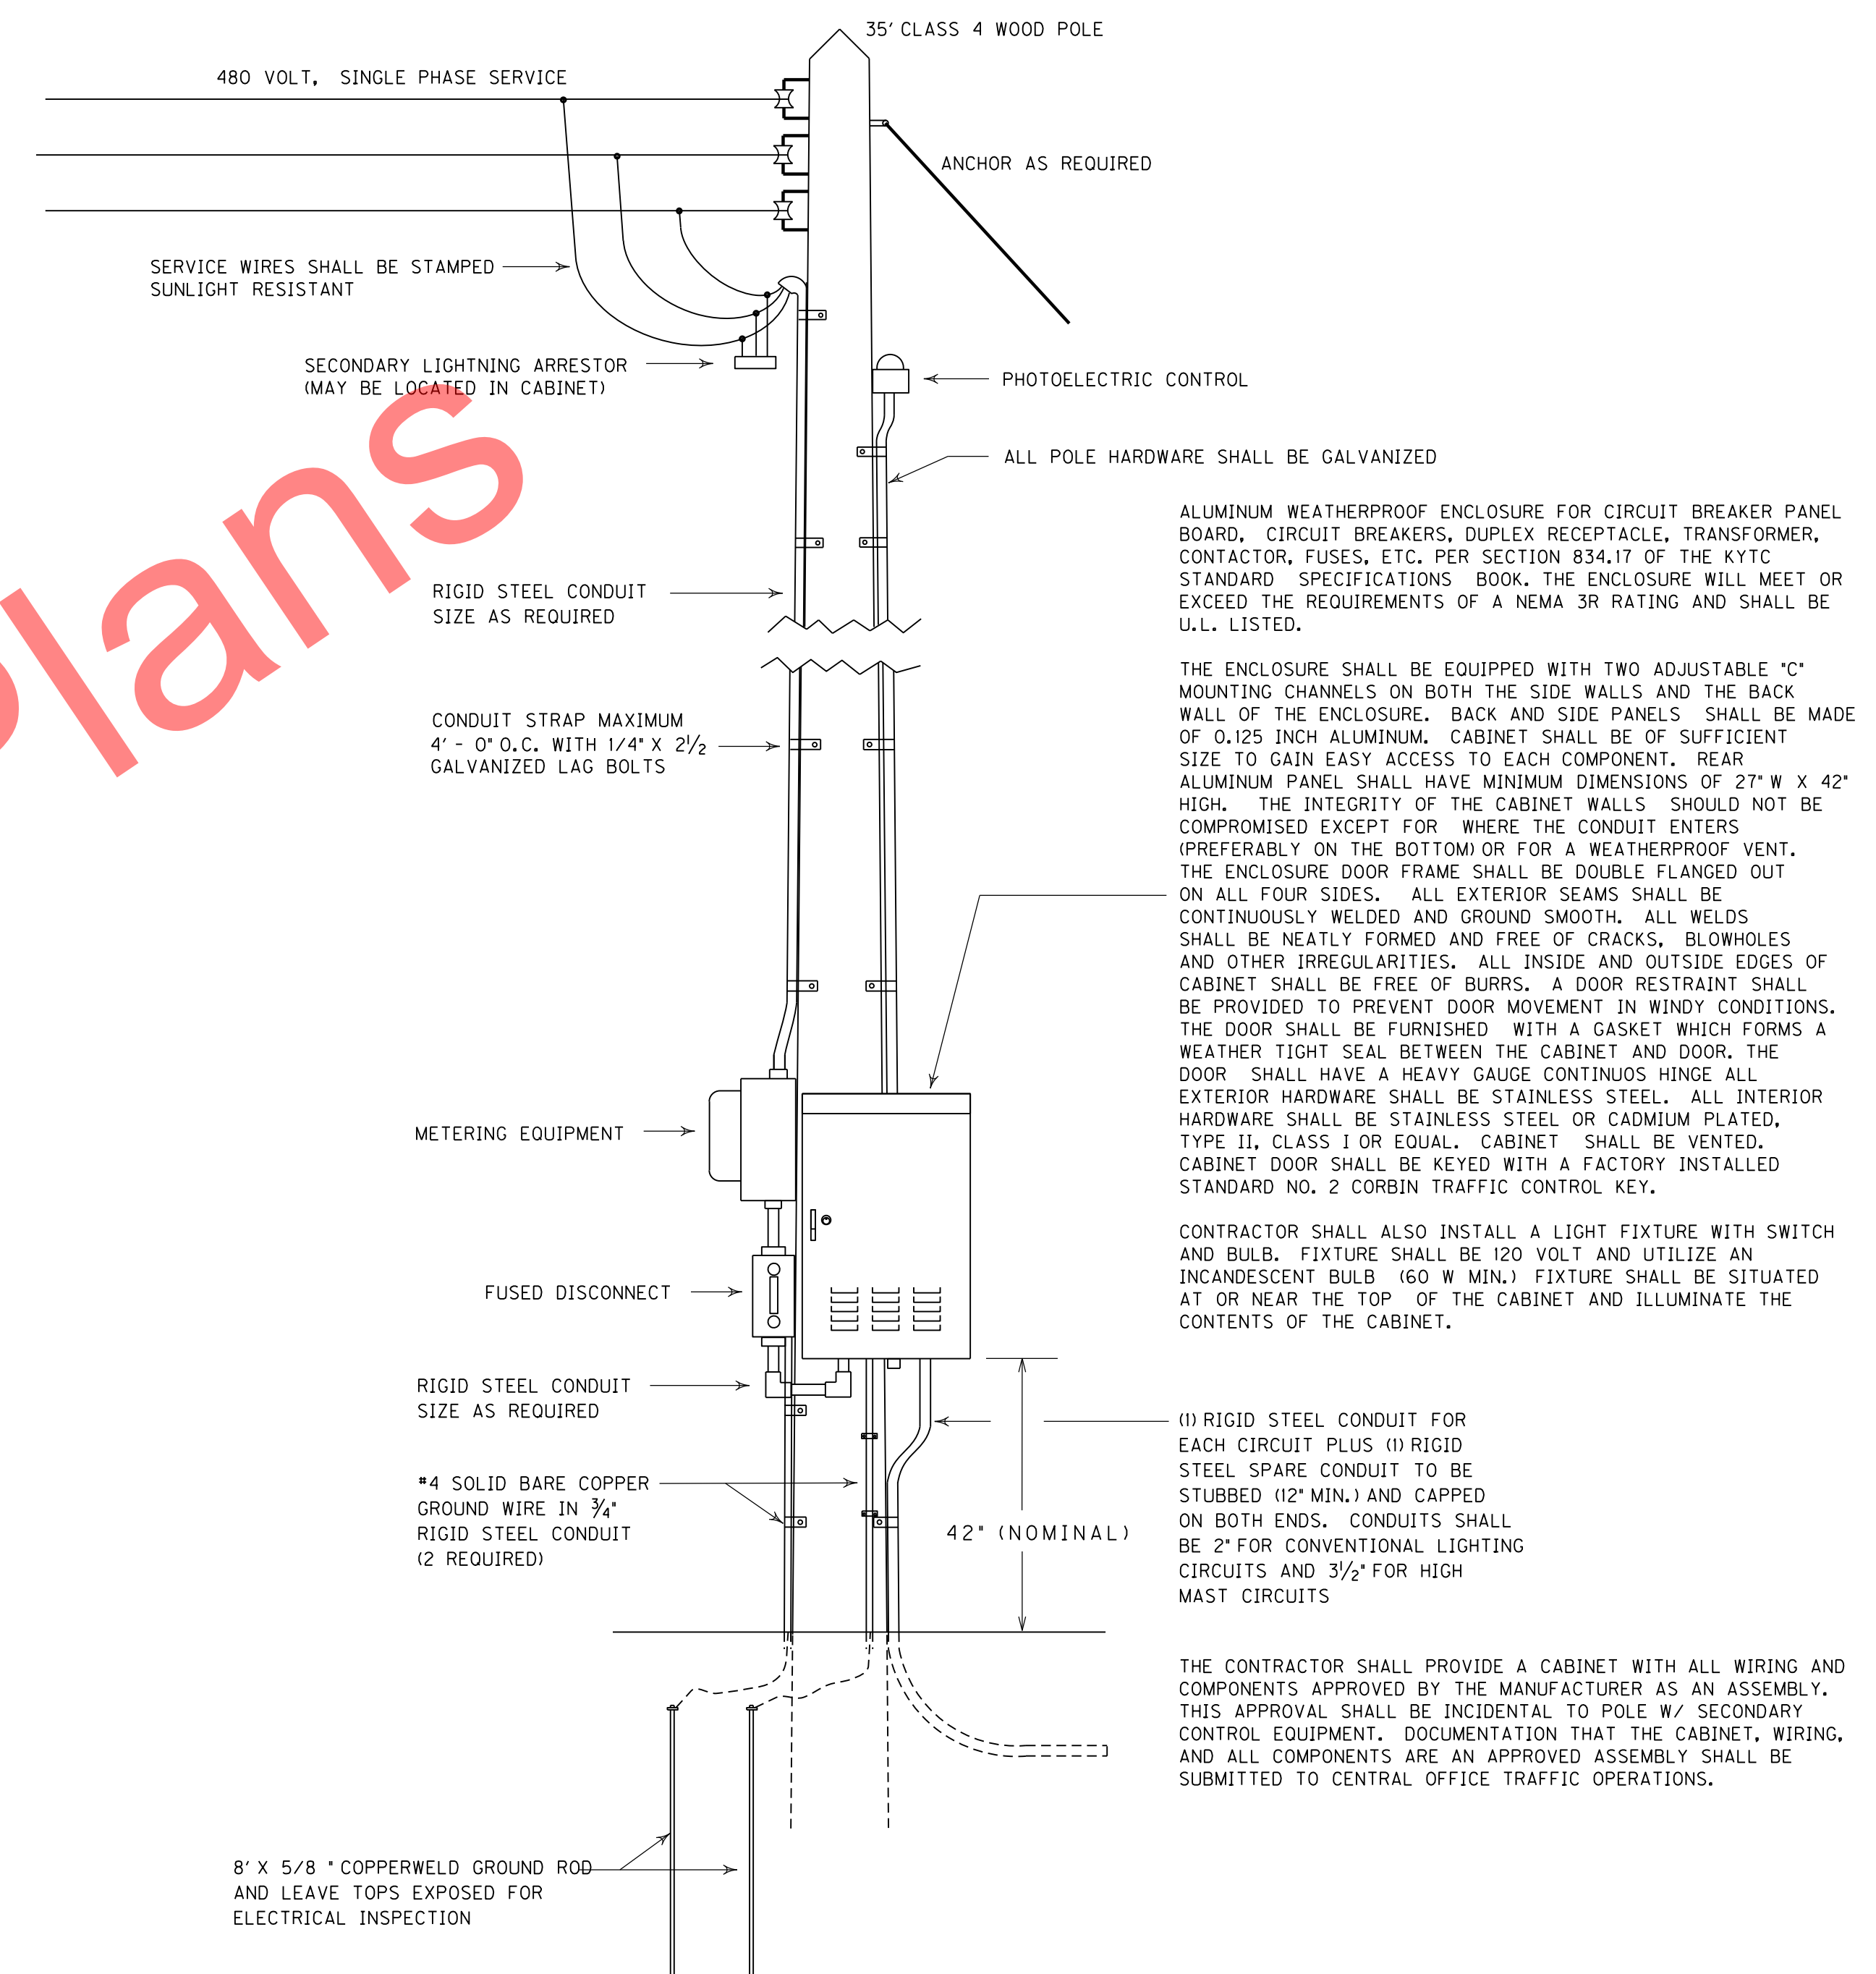 35' CLASS 4 WOOD POLE
480 VOLT, SINGLE PHASE SERVICE
ANCHOR AS REQUIRED
SERVICE WIRES SHALL BE STAMPED
SUNLIGHT RESISTANT
SECONDARY LIGHTNING ARRESTOR
(MAY BE LOCATED IN CABINET)
PHOTOELECTRIC CONTROL
Plans
ALL POLE HARDWARE SHALL BE GALVANIZED
ALUMINUM WEATHERPROOF ENCLOSURE FOR CIRCUIT BREAKER PANEL
BOARD, CIRCUIT BREAKERS, DUPLEX RECEPTACLE, TRANSFORMER,
CONTACTOR, FUSES, ETC. PER SECTION 834.17 OF THE KYTC
STANDARD SPECIFICATIONS BOOK. THE ENCLOSURE WILL MEET OR
EXCEED THE REQUIREMENTS OF A NEMA 3R RATING AND SHALL BE
U.L. LISTED.
RIGID STEEL CONDUIT
SIZE AS REQUIRED
THE ENCLOSURE SHALL BE EQUIPPED WITH TWO ADJUSTABLE "C"
MOUNTING CHANNELS ON BOTH THE SIDE WALLS AND THE BACK
WALL OF THE ENCLOSURE. BACK AND SIDE PANELS SHALL BE MADE
OF 0.125 INCH ALUMINUM. CABINET SHALL BE OF SUFFICIENT
SIZE TO GAIN EASY ACCESS TO EACH COMPONENT. REAR
ALUMINUM PANEL SHALL HAVE MINIMUM DIMENSIONS OF 27" W X 42"
HIGH. THE INTEGRITY OF THE CABINET WALLS SHOULD NOT BE
COMPROMISED EXCEPT FOR WHERE THE CONDUIT ENTERS
(PREFERABLY ON THE BOTTOM) OR FOR A WEATHERPROOF VENT.
THE ENCLOSURE DOOR FRAME SHALL BE DOUBLE FLANGED OUT
ON ALL FOUR SIDES. ALL EXTERIOR SEAMS SHALL BE
CONTINUOUSLY WELDED AND GROUND SMOOTH. ALL WELDS
SHALL BE NEATLY FORMED AND FREE OF CRACKS, BLOWHOLES
AND OTHER IRREGULARITIES. ALL INSIDE AND OUTSIDE EDGES OF
CABINET SHALL BE FREE OF BURRS. A DOOR RESTRAINT SHALL
BE PROVIDED TO PREVENT DOOR MOVEMENT IN WINDY CONDITIONS.
THE DOOR SHALL BE FURNISHED WITH A GASKET WHICH FORMS A
WEATHER TIGHT SEAL BETWEEN THE CABINET AND DOOR. THE
DOOR SHALL HAVE A HEAVY GAUGE CONTINUOS HINGE ALL
EXTERIOR HARDWARE SHALL BE STAINLESS STEEL. ALL INTERIOR
HARDWARE SHALL BE STAINLESS STEEL OR CADMIUM PLATED,
TYPE II, CLASS I OR EQUAL. CABINET SHALL BE VENTED.
CABINET DOOR SHALL BE KEYED WITH A FACTORY INSTALLED
STANDARD NO. 2 CORBIN TRAFFIC CONTROL KEY.
CONDUIT STRAP MAXIMUM
4' - 0" O.C. WITH 1/4" X 2 1/2
GALVANIZED LAG BOLTS
METERING EQUIPMENT
CONTRACTOR SHALL ALSO INSTALL A LIGHT FIXTURE WITH SWITCH
AND BULB. FIXTURE SHALL BE 120 VOLT AND UTILIZE AN
INCANDESCENT BULB (60 W MIN.) FIXTURE SHALL BE SITUATED
AT OR NEAR THE TOP OF THE CABINET AND ILLUMINATE THE
CONTENTS OF THE CABINET.
FUSED DISCONNECT
RIGID STEEL CONDUIT
SIZE AS REQUIRED
(1) RIGID STEEL CONDUIT FOR
EACH CIRCUIT PLUS (1) RIGID
STEEL SPARE CONDUIT TO BE
STUBBED (12" MIN.) AND CAPPED
ON BOTH ENDS. CONDUITS SHALL
BE 2" FOR CONVENTIONAL LIGHTING
CIRCUITS AND 3 1/2" FOR HIGH
MAST CIRCUITS
#4 SOLID BARE COPPER
GROUND WIRE IN 3/4"
RIGID STEEL CONDUIT
(2 REQUIRED)
42" (NOMINAL)
THE CONTRACTOR SHALL PROVIDE A CABINET WITH ALL WIRING AND
COMPONENTS APPROVED BY THE MANUFACTURER AS AN ASSEMBLY.
THIS APPROVAL SHALL BE INCIDENTAL TO POLE W/ SECONDARY
CONTROL EQUIPMENT. DOCUMENTATION THAT THE CABINET, WIRING,
AND ALL COMPONENTS ARE AN APPROVED ASSEMBLY SHALL BE
SUBMITTED TO CENTRAL OFFICE TRAFFIC OPERATIONS.
8' X 5/8 " COPPERWELD GROUND ROD
AND LEAVE TOPS EXPOSED FOR
ELECTRICAL INSPECTION